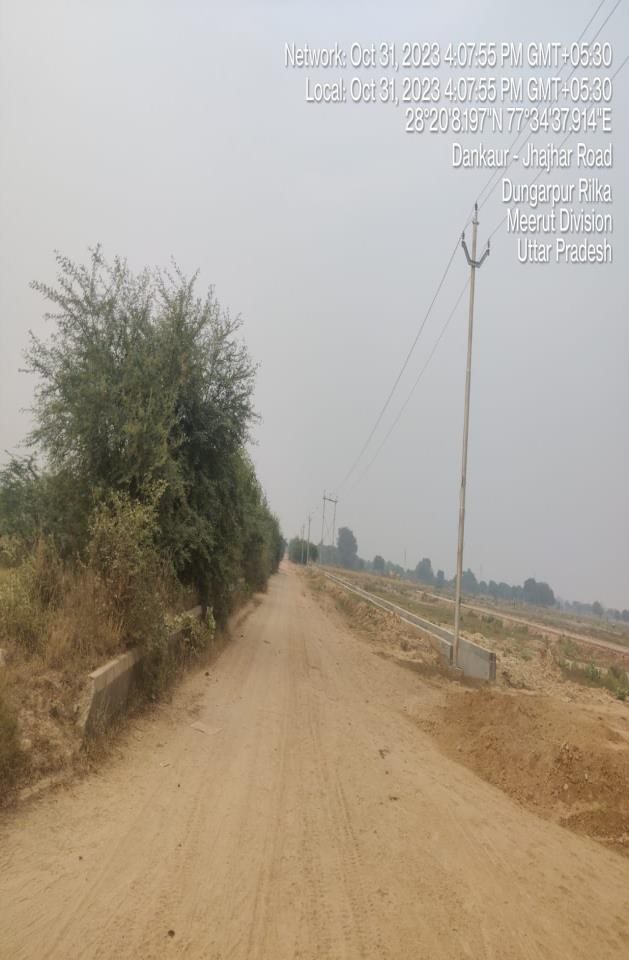 Network: Oct 31, 2023 4:07:55 PM GMT+05:30
Local: Oct 31, 2023 4:07:55 PM GMT+05:30
28°20'8.197"N 77°34'37.914"E
Dankaur - Jhajhar Road
Dungarpur Rilka
Meerut Division
Uttar Pradesh